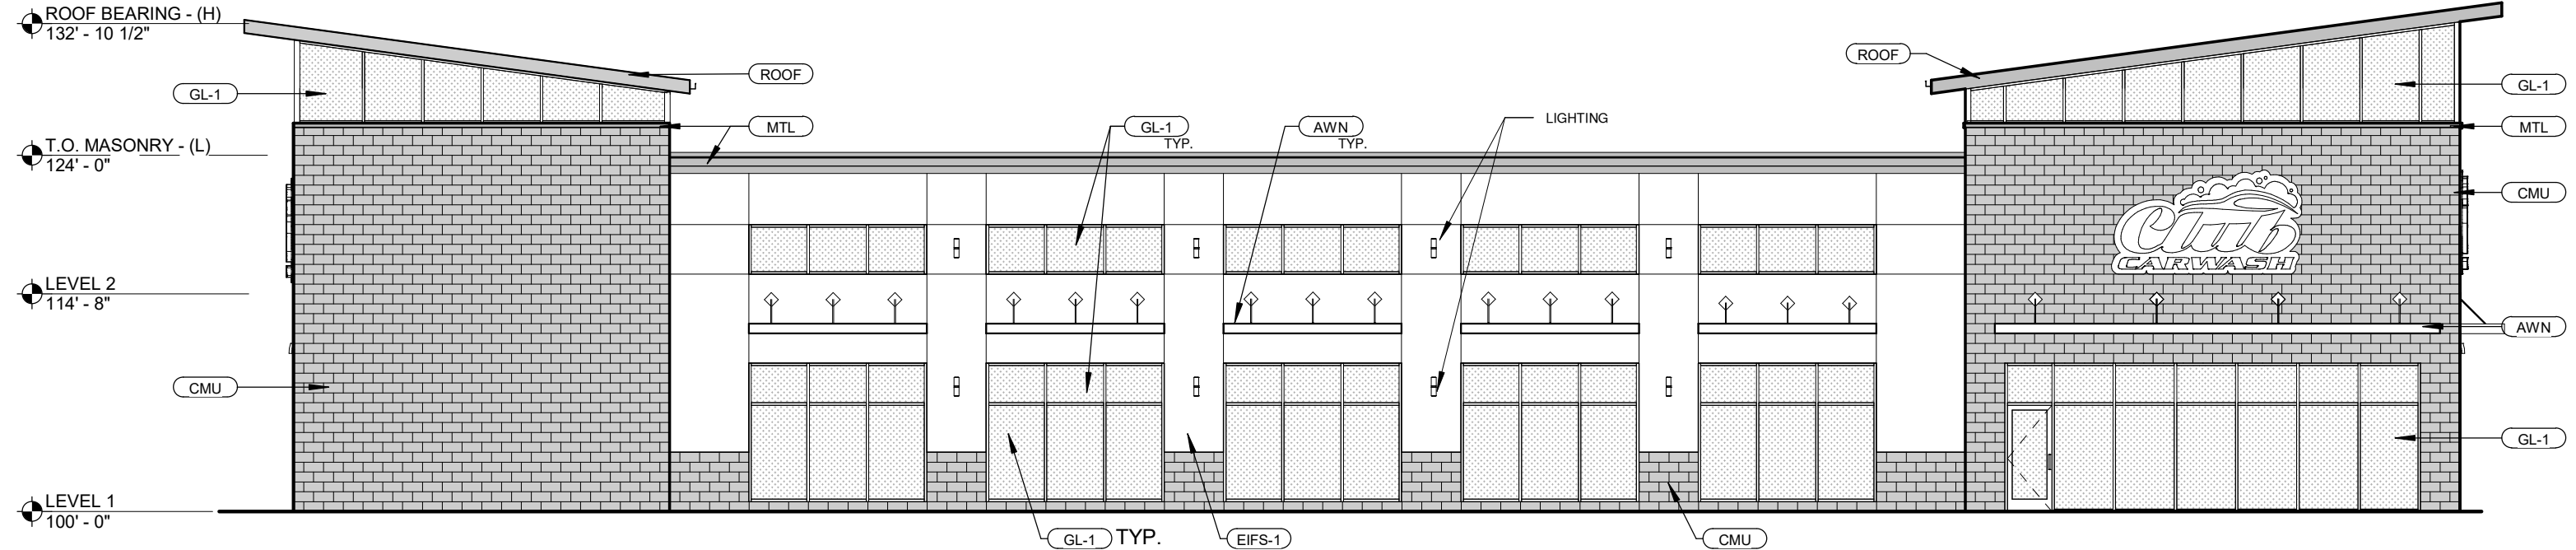 ROOF BEARING - (H)
132' - 10 1/2"
ROOF
ROOF
GL-1
GL-1
MTL
GL-1
TYP.
AWN
TYP.
LIGHTING
MTL
T.O. MASONRY - (L)
124' - 0"
CMU
Club
CARWASH
LEVEL 2
114' - 8"
AWN
CMU
GL-1
LEVEL 1
100' - 0"
GL-1 TYP.
EIFS-1
CMU